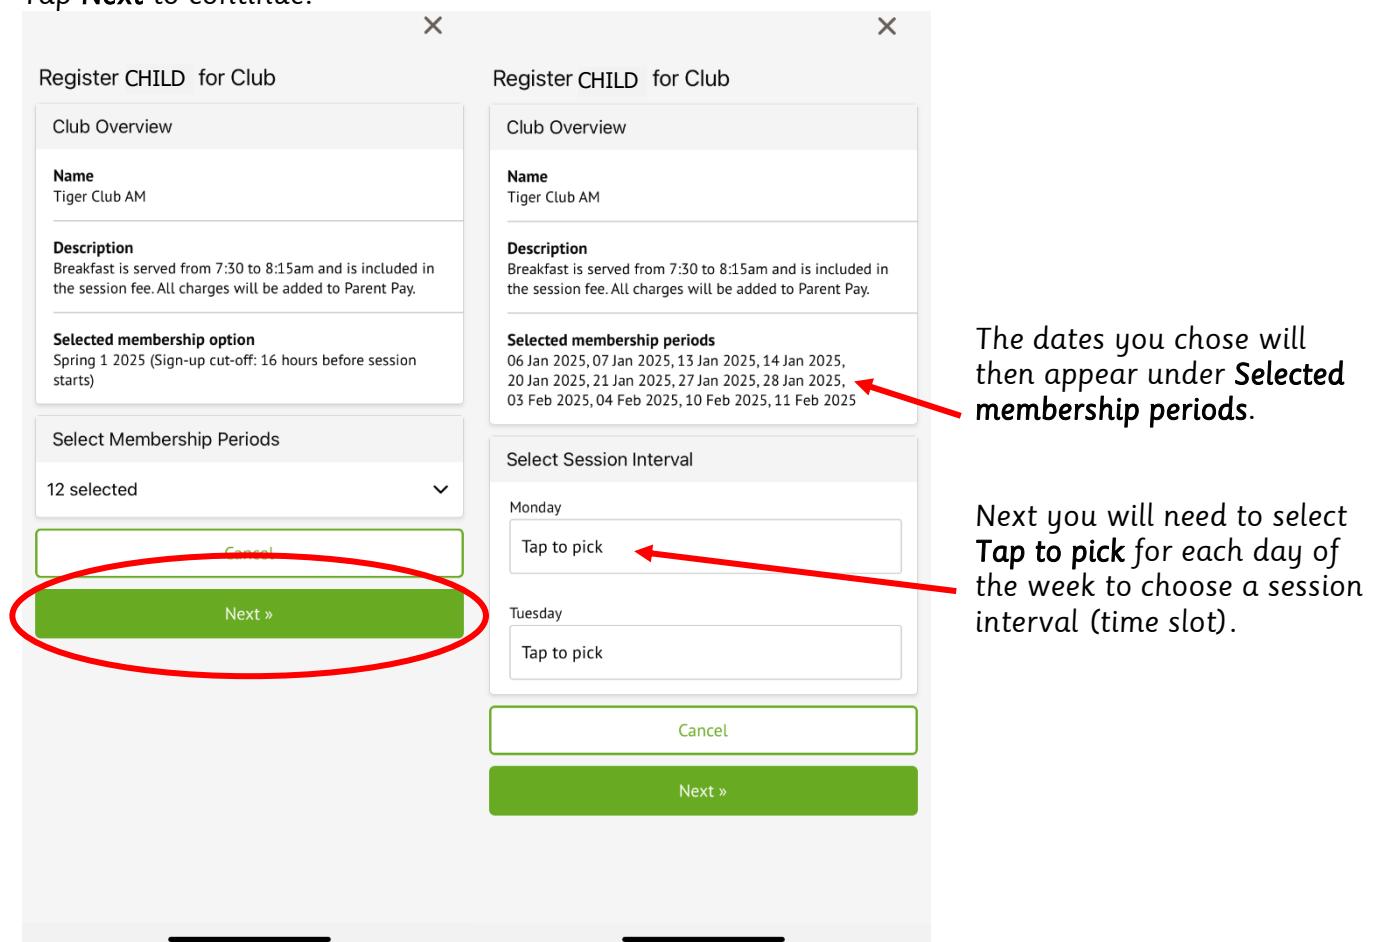 Tap Next to continue.
Register CHILD for Club
Club Overview
Name
Tiger Club AM
Description
Breakfast is served from 7:30 to 8:15am and is included in
the session fee. All charges will be added to Parent Pay.
Selected membership option
Spring 1 2025 (Sign-up cut-off: 16 hours before session
starts)
Select Membership Periods
12 selected
Cancel
Next »
Register CHILD for Club
Club Overview
Name
Tiger Club AM
Description
Breakfast is served from 7:30 to 8:15am and is included in
the session fee. All charges will be added to Parent Pay.
Selected membership periods
06 Jan 2025, 07 Jan 2025, 13 Jan 2025, 14 Jan 2025,
20 Jan 2025, 21 Jan 2025, 27 Jan 2025, 28 Jan 2025,
03 Feb 2025, 04 Feb 2025, 10 Feb 2025, 11 Feb 2025
Select Session Interval
Monday
Tap to pick
Tuesday
Tap to pick
Cancel
Next »
The dates you chose will
then appear under Selected
membership periods.
Next you will need to select
Tap to pick for each day of
the week to choose a session
interval (time slot).